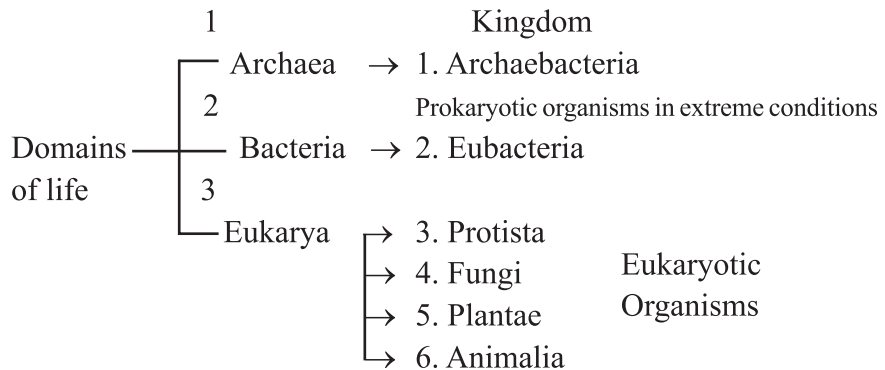 1 Kingdom
Archaea → 1. Archaebacteria
2 Prokaryotic organisms in extreme conditions
Domains of life
Bacteria → 2. Eubacteria
3
Eukarya → 3. Protista
→ 4. Fungi
→ 5. Plantae
→ 6. Animalia
Eukaryotic
Organisms